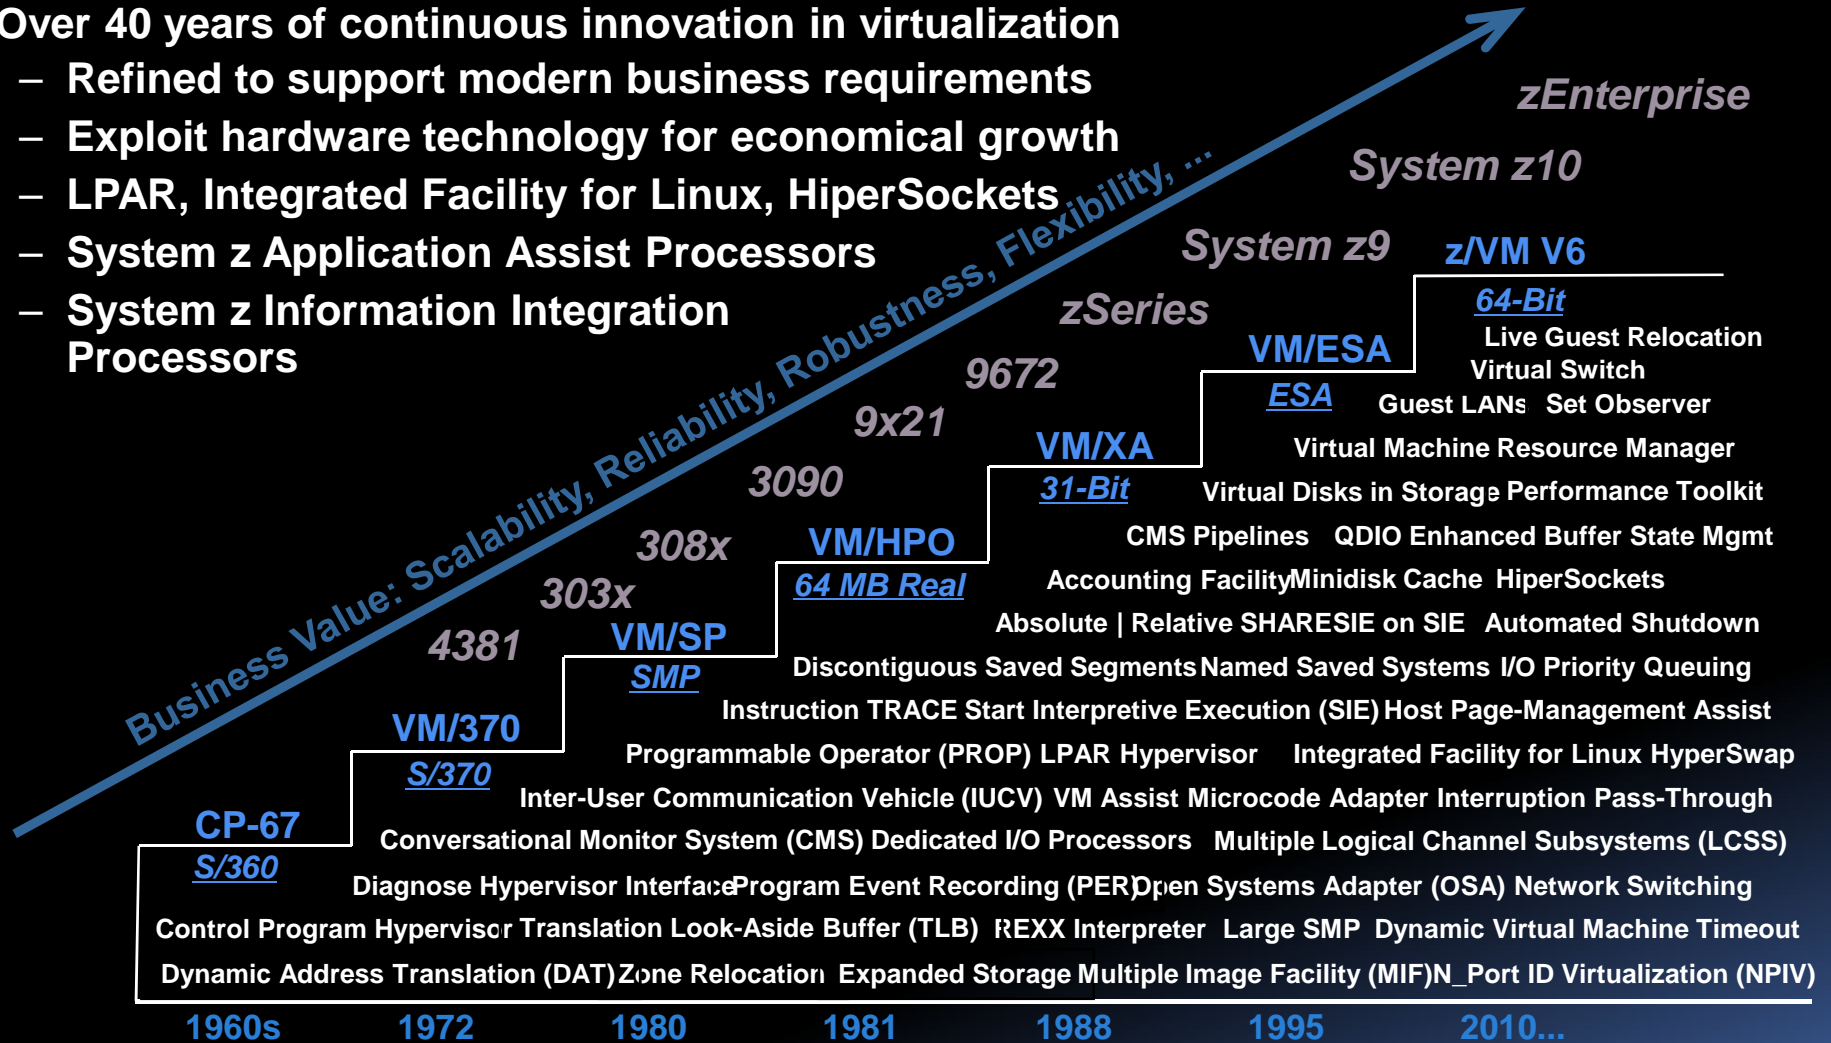 Over 40 years of continuous innovation in virtualization
– Refined to support modern business requirements
– Exploit hardware technology for economical growth
– LPAR, Integrated Facility for Linux, HiperSockets
– System z Application Assist Processors
– System z Information Integration
Processors
Business Value: Scalability, Reliability, Robustness, Flexibility, ...
zEnterprise
System z10
System z9
zSeries
9672
9x21
3090
308x
303x
4381
z/VM V6
64-Bit
VM/ESA
ESA
VM/XA
31-Bit
VM/HPO
64 MB Real
VM/SP
SMP
VM/370
S/370
CP-67
S/360
Live Guest Relocation
Virtual Switch
Guest LANs Set Observer
Virtual Machine Resource Manager
Virtual Disks in Storage Performance Toolkit
CMS Pipelines QDIO Enhanced Buffer State Mgmt
Accounting Facility Minidisk Cache HiperSockets
Absolute | Relative SHARE SIE on SIE Automated Shutdown
Discontiguous Saved Segments Named Saved Systems I/O Priority Queuing
Instruction TRACE Start Interpretive Execution (SIE) Host Page-Management Assist
Programmable Operator (PROP) LPAR Hypervisor Integrated Facility for Linux HyperSwap
Inter-User Communication Vehicle (IUCV) VM Assist Microcode Adapter Interruption Pass-Through
Conversational Monitor System (CMS) Dedicated I/O Processors Multiple Logical Channel Subsystems (LCSS)
Diagnose Hypervisor Interface Program Event Recording (PER) Open Systems Adapter (OSA) Network Switching
Control Program Hypervisor Translation Look-Aside Buffer (TLB) REXX Interpreter Large SMP Dynamic Virtual Machine Timeout
Dynamic Address Translation (DAT) Zone Relocation Expanded Storage Multiple Image Facility (MIF) N_Port ID Virtualization (NPIV)
1960s 1972 1980 1981 1988 1995 2010...